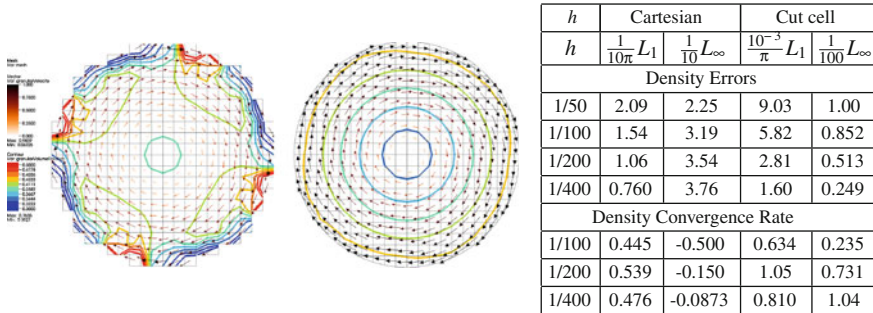 h Cartesian Cut cell
h 1/10π L₁ 1/10 L∞ 10⁻³/π L₁ 1/100 L∞
Density Errors
1/50 2.09 2.25 9.03 1.00
1/100 1.54 3.19 5.82 0.852
1/200 1.06 3.54 2.81 0.513
1/400 0.760 3.76 1.60 0.249
Density Convergence Rate
1/100 0.445 -0.500 0.634 0.235
1/200 0.539 -0.150 1.05 0.731
1/400 0.476 -0.0873 0.810 1.04